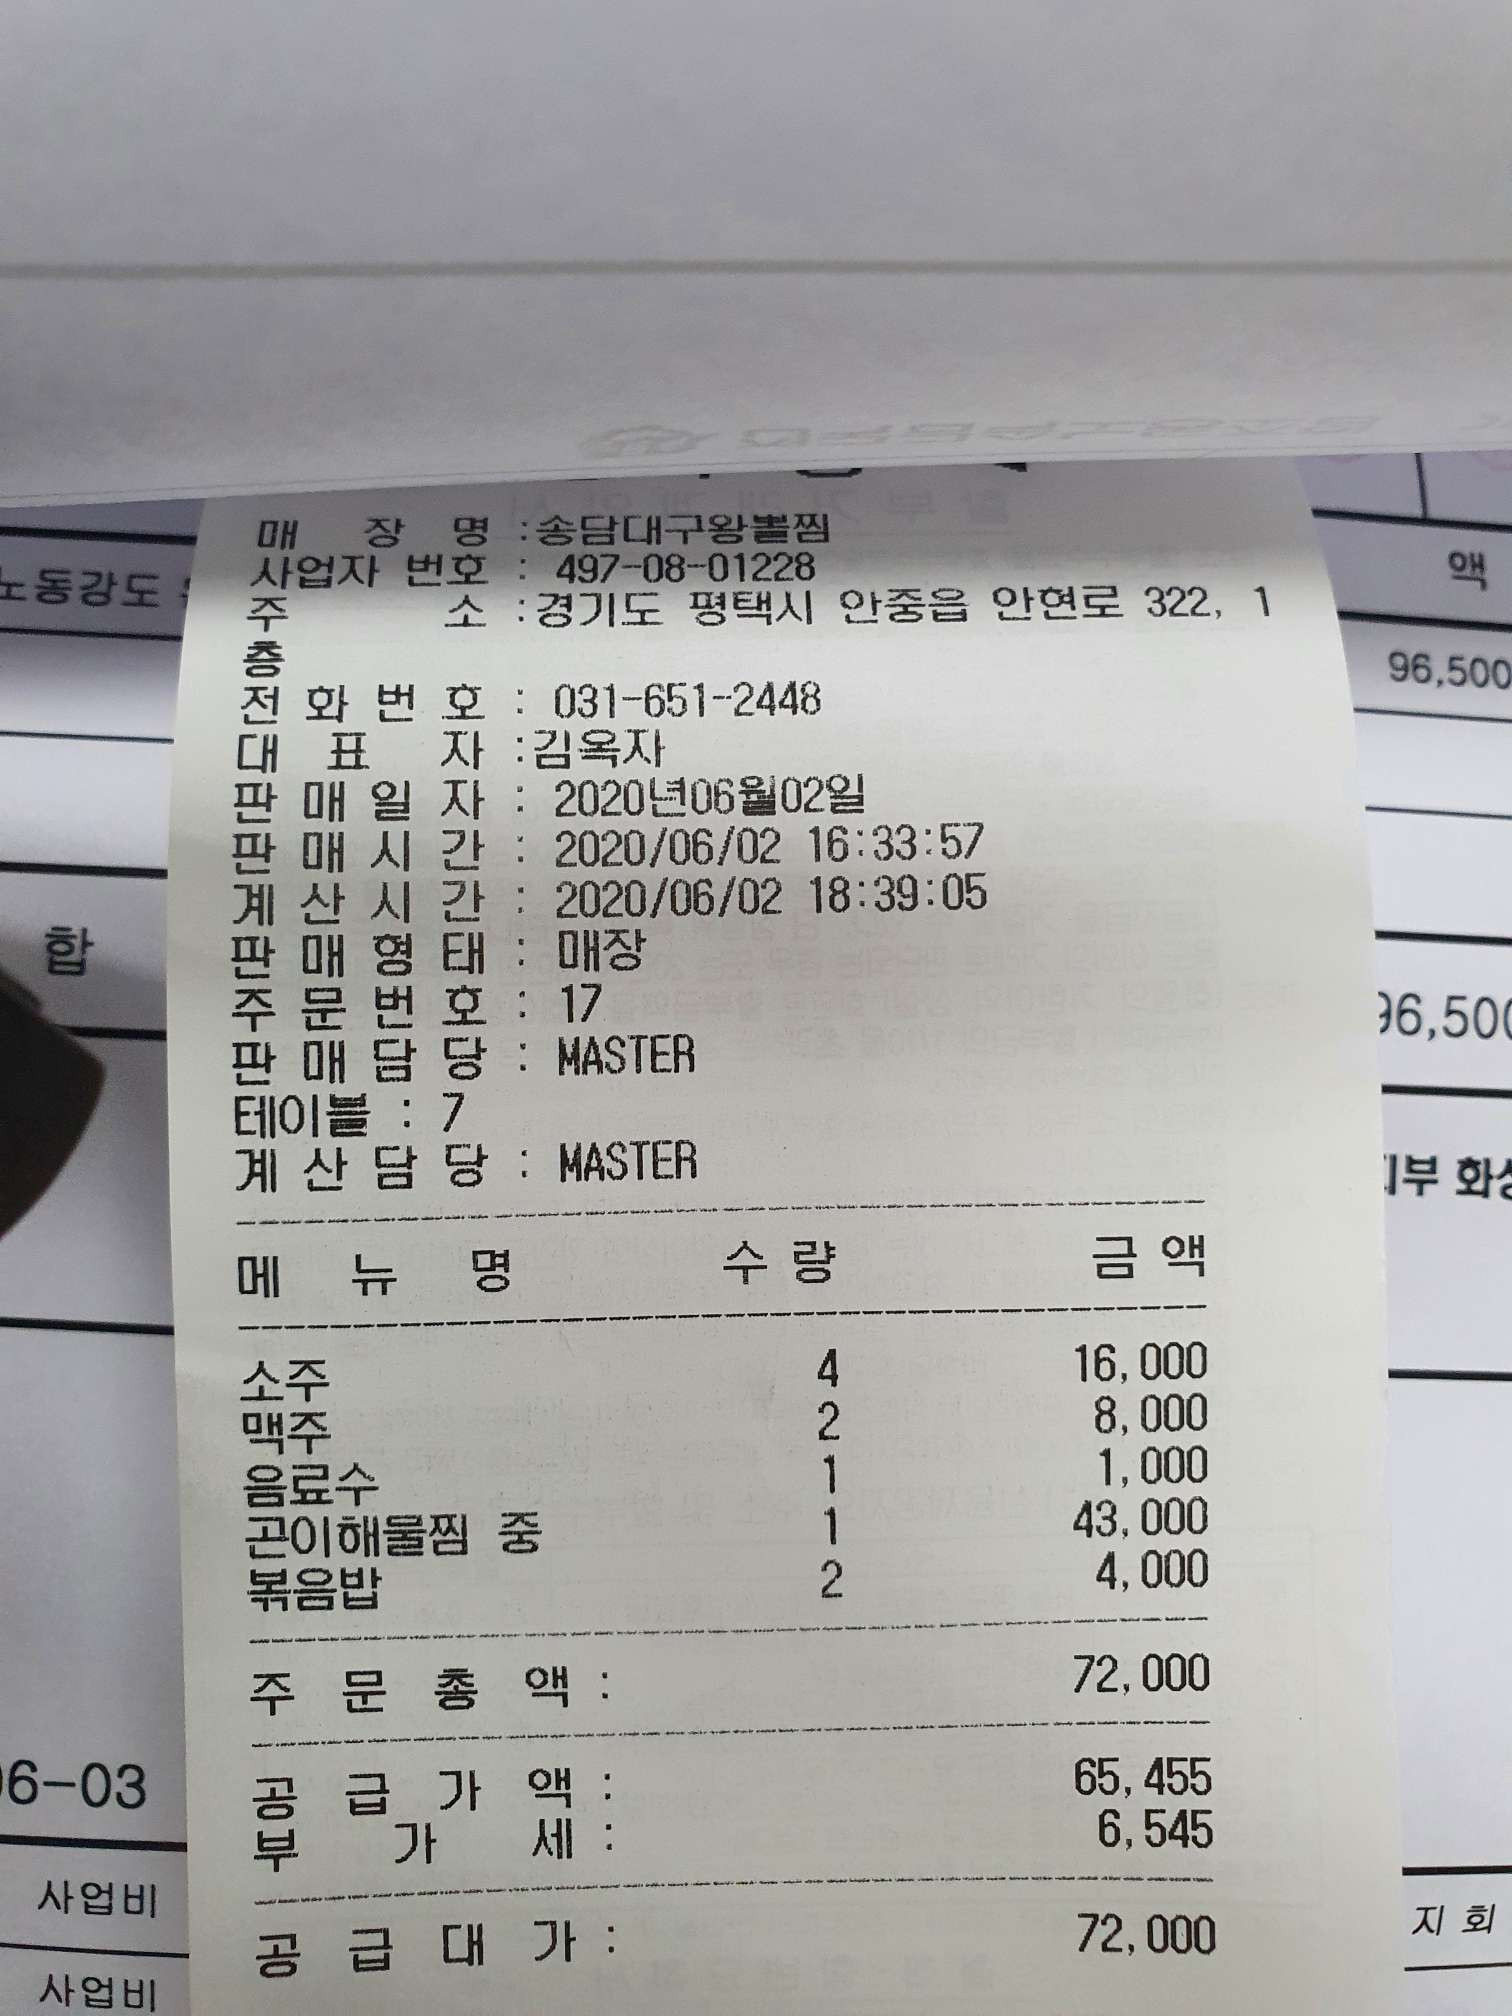 매 장 명 :송담대구왕뽈찜
사업자 번호 : 497-08-01228
주 소 :경기도 평택시 안중읍 안현로 322, 1
층
전 화 번 호 : 031-651-2448
대 표 자 :김옥자
판 매 일 자 : 2020년06월02일
판 매 시 간 : 2020/06/02 16:33:57
계 산 시 간 : 2020/06/02 18:39:05
판 매 형 태 : 매장
주 문 번 호 : 17
판 매 담 당 : MASTER
테이블 : 7
계 산 담 당 : MASTER
메 뉴 명 수 량 금 액
소주 4 16,000
맥주 2 8,000
음료수 1 1,000
곤이해물찜 중 1 43,000
볶음밥 2 4,000
주 문 총 액 : 72,000
공 급 가 액 : 65,455
부 가 세 : 6,545
공 급 대 가 : 72,000
노동강도
합
6-03
사업비
사업비
액
96,500
96,500
지부 화성
지 회